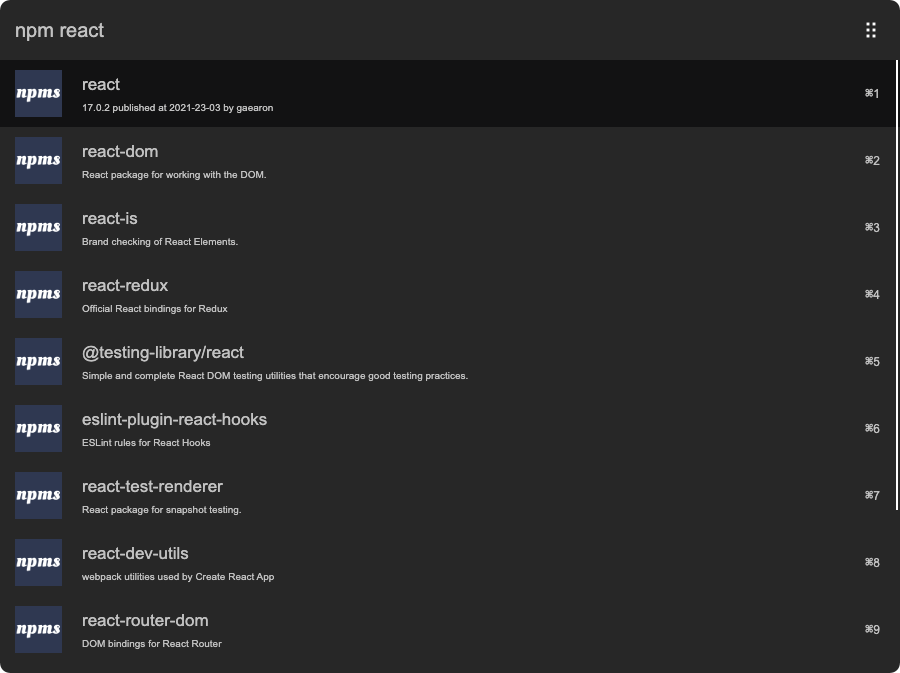 npm react
npms
react
17.0.2 published at 2021-23-03 by gaearon
⌘1
npms
react-dom
React package for working with the DOM.
⌘2
npms
react-is
Brand checking of React Elements.
⌘3
npms
react-redux
Official React bindings for Redux
⌘4
npms
@testing-library/react
Simple and complete React DOM testing utilities that encourage good testing practices.
⌘5
npms
eslint-plugin-react-hooks
ESLint rules for React Hooks
⌘6
npms
react-test-renderer
React package for snapshot testing.
⌘7
npms
react-dev-utils
webpack utilities used by Create React App
⌘8
npms
react-router-dom
DOM bindings for React Router
⌘9